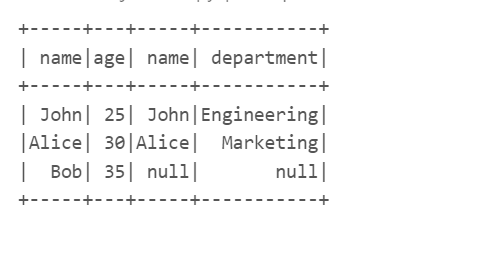 +-----+---+-----+-----------+
| name|age| name| department|
+-----+---+-----+-----------+
| John| 25| John|Engineering|
|Alice| 30|Alice|  Marketing|
|  Bob| 35| null|       null|
+-----+---+-----+-----------+